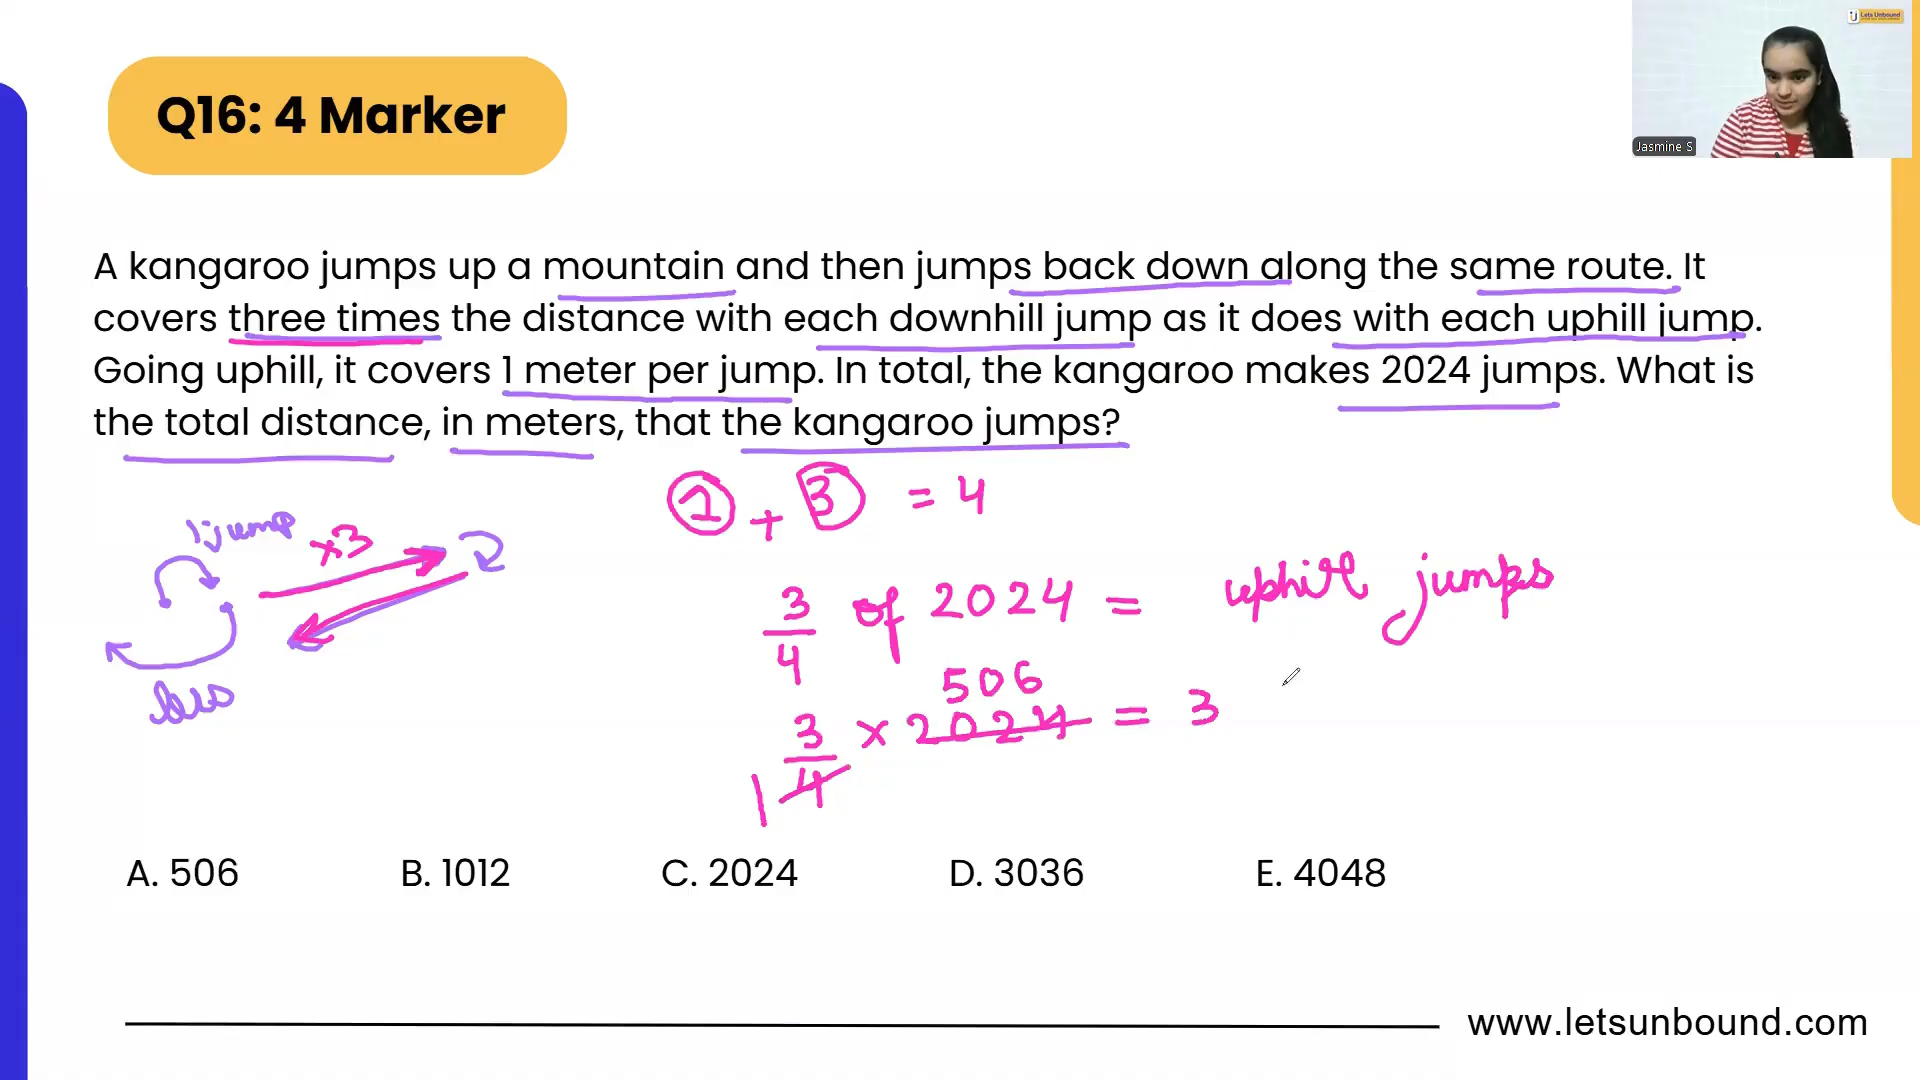 Lets Unbound
Jasmine S
Q16: 4 Marker
A kangaroo jumps up a mountain and then jumps back down along the same route. It
covers three times the distance with each downhill jump as it does with each uphill jump.
Going uphill, it covers 1 meter per jump. In total, the kangaroo makes 2024 jumps. What is
the total distance, in meters, that the kangaroo jumps?
1 + 3 = 4
1 jump
×3
3/4 of 2024 = uphill jumps
less
506
3/4 × 2024 = 3
1
A. 506 B. 1012 C. 2024 D. 3036 E. 4048
www.letsunbound.com